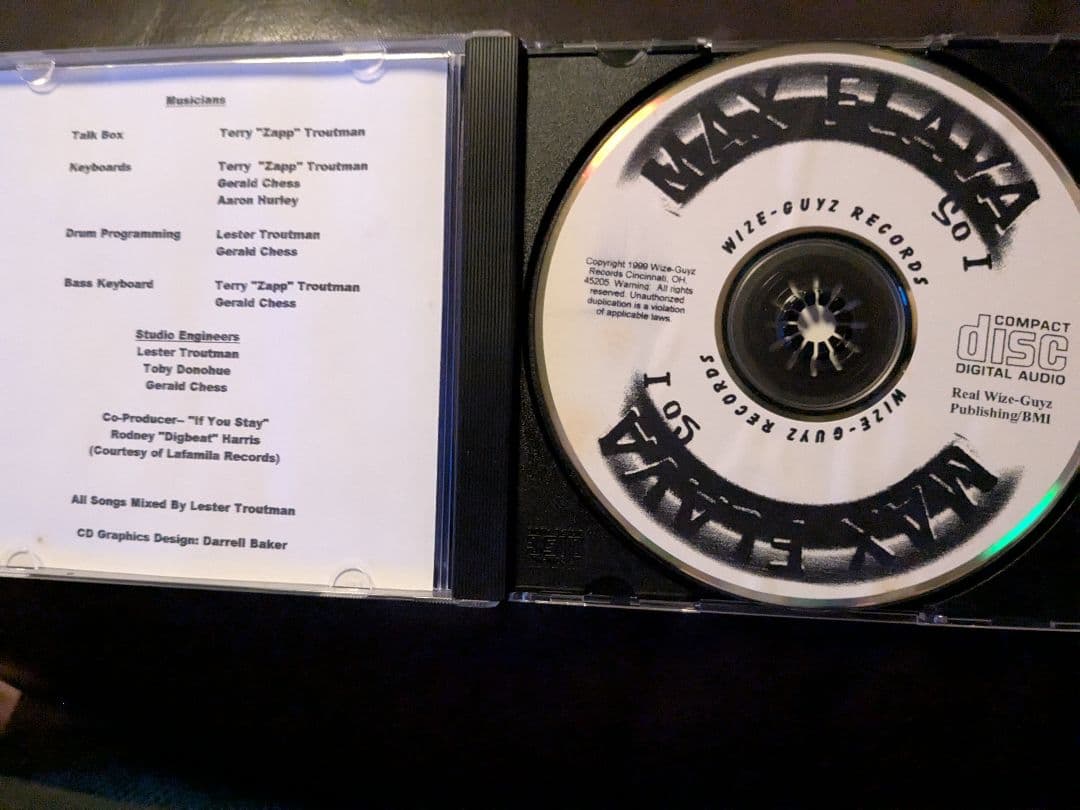 Musicians
Talk Box Terry "Zapp" Troutman
Keyboards Terry "Zapp" Troutman
Gerald Chess
Aaron Hurley
Drum Programming Lester Troutman
Gerald Chess
Bass Keyboard Terry "Zapp" Troutman
Gerald Chess
Studio Engineers
Lester Troutman
Toby Donohue
Gerald Chess
Co-Producer– "If You Stay"
Rodney "Digbeat" Harris
(Courtesy of Lafamila Records)
All Songs Mixed By Lester Troutman
CD Graphics Design: Darrell Baker
MAX FLAVA
So I
WIZE-GUYZ RECORDS
Copyright 1999 Wize-Guyz
Records Cincinnati, OH.
45205. Warning: All rights
reserved. Unauthorized
duplication is a violation
of applicable laws.
COMPACT
disc
DIGITAL AUDIO
Real Wize-Guyz
Publishing/BMI
WIZE-GUYZ RECORDS
So I
MAX FLAVA